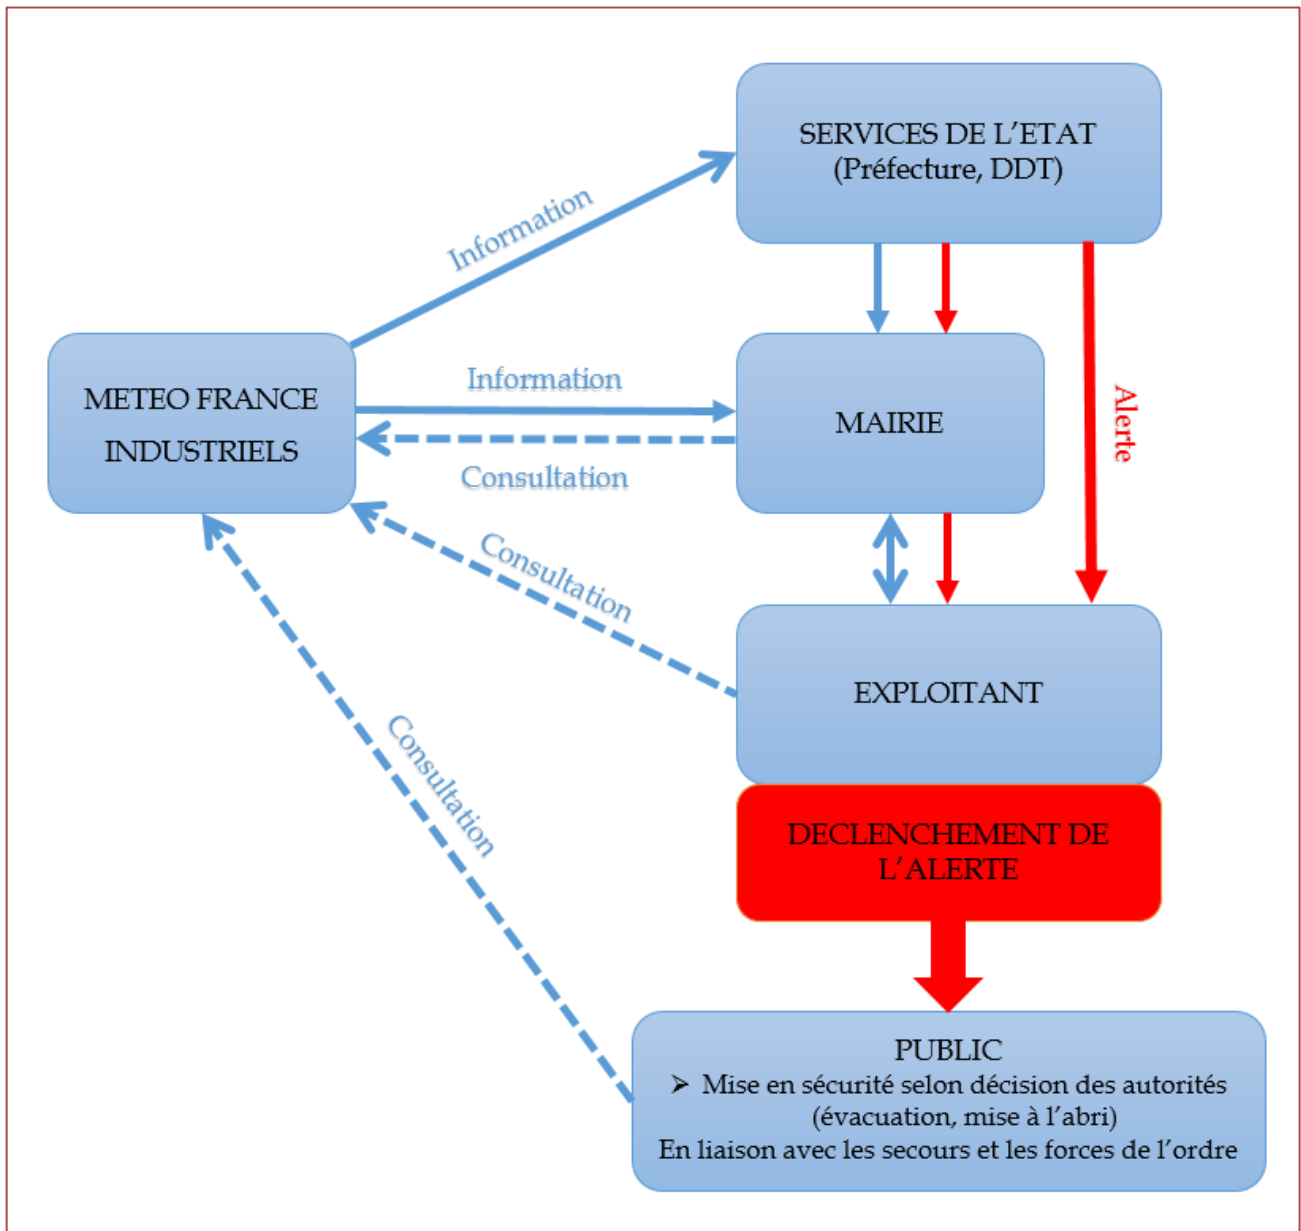 SERVICES DE L'ETAT
(Préfecture, DDT)
Information
METEO FRANCE
INDUSTRIELS
Information
Consultation
MAIRIE
Alerte
Consultation
EXPLOITANT
Consultation
DECLENCHEMENT DE
L'ALERTE
PUBLIC
➢ Mise en sécurité selon décision des autorités
(évacuation, mise à l'abri)
En liaison avec les secours et les forces de l'ordre